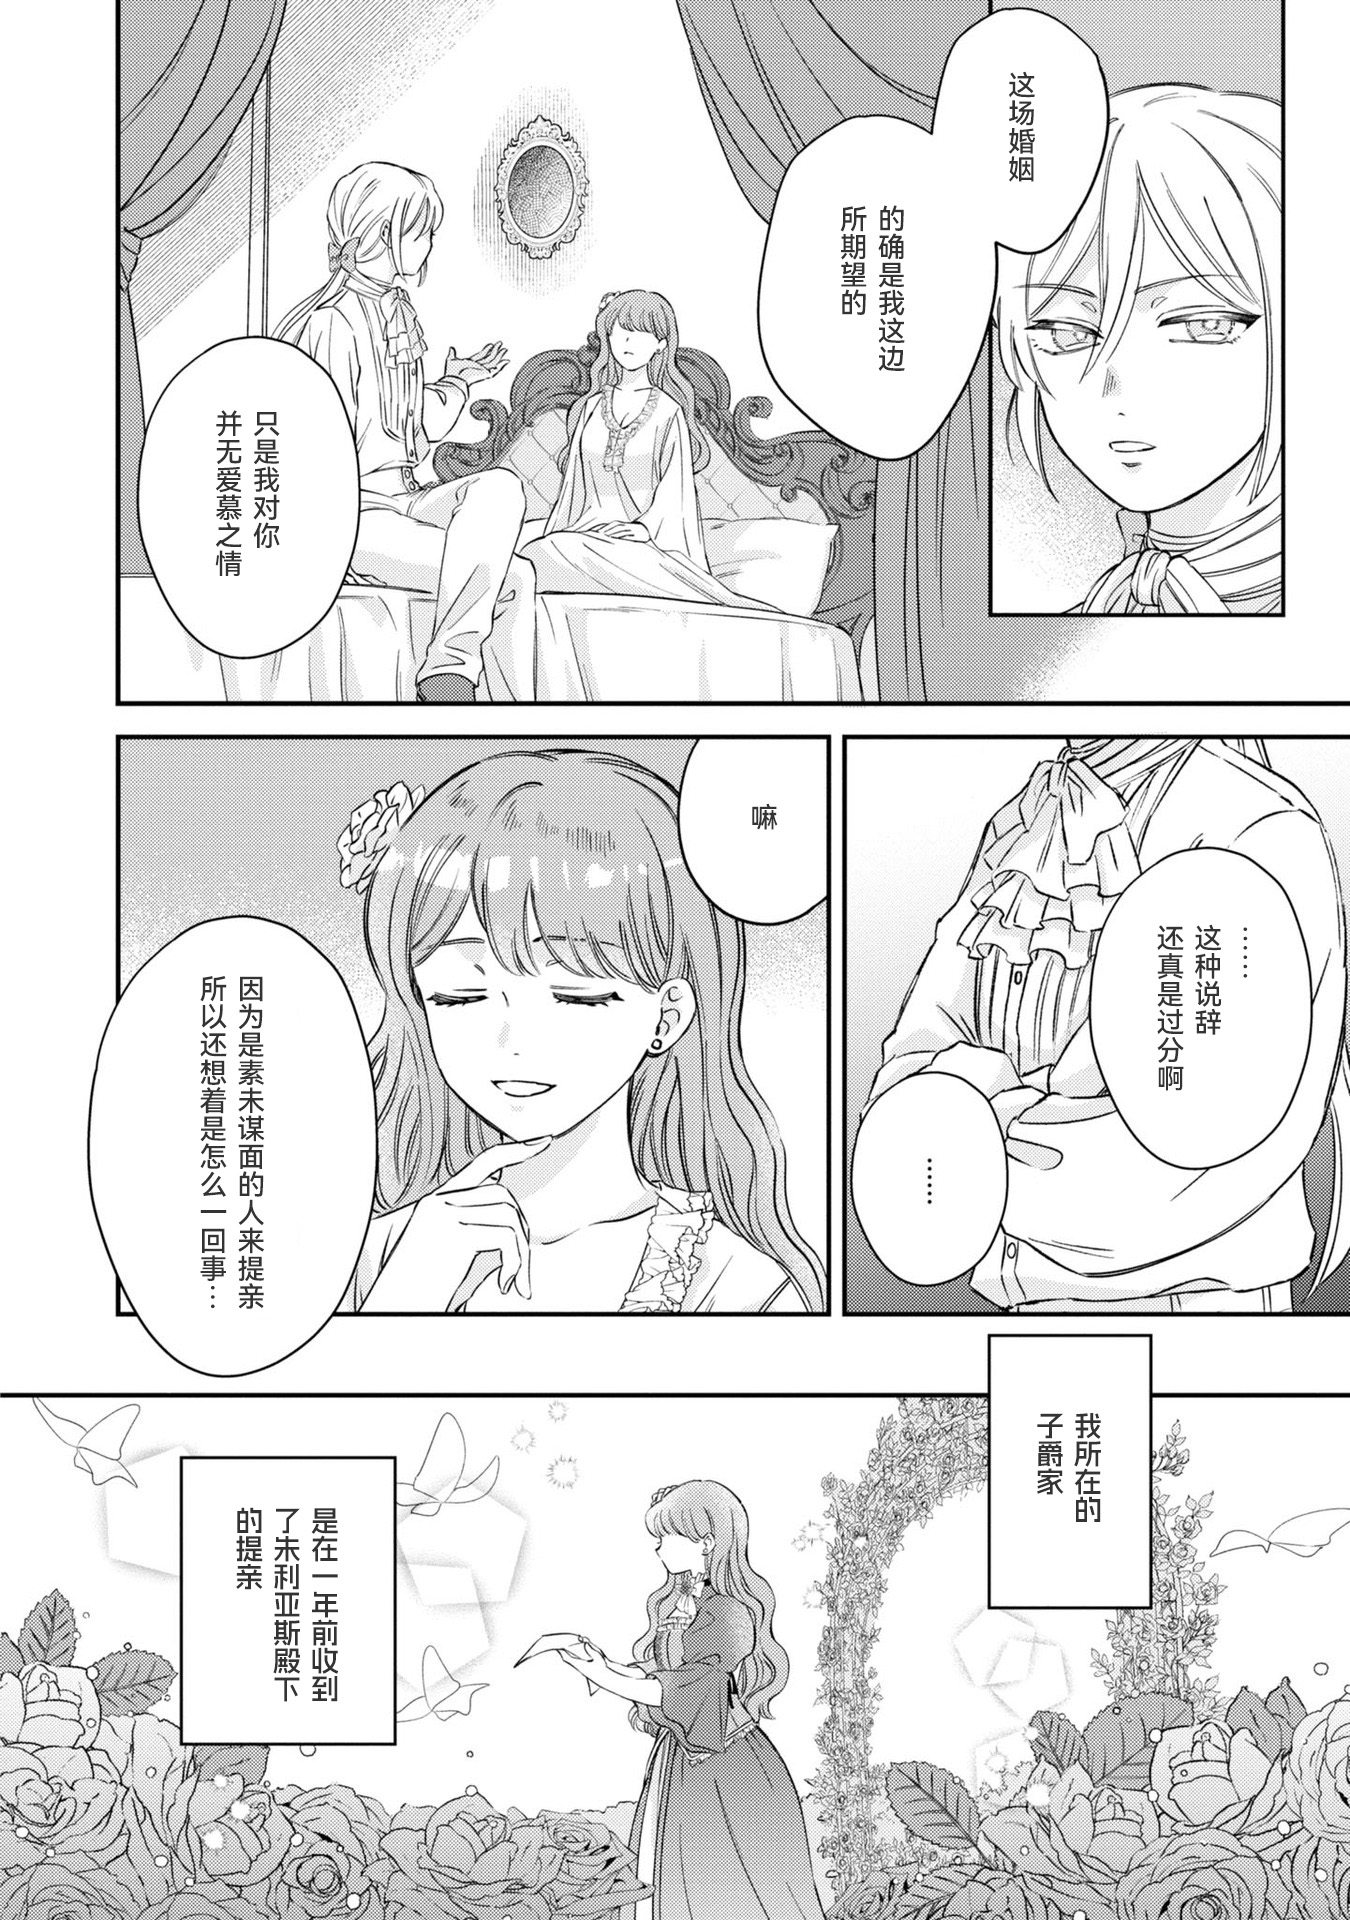 这场婚姻
的确是我这边
所期望的
只是我对你
并无爱慕之情
……
这种说辞
还真是过分啊
……
嘛
因为是素未谋面的人来提亲
所以还想着是怎么一回事…
我所在的
子爵家
是在一年前收到
了朱利亚斯殿下
的提亲